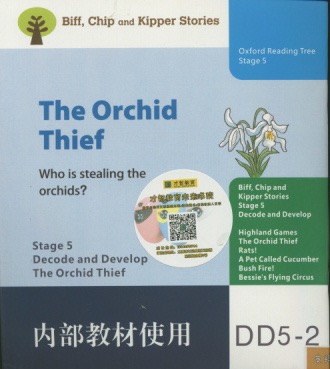 Biff, Chip and Kipper Stories
Oxford Reading Tree
Stage 5
The Orchid
Thief
Who is stealing the
orchids?
Biff, Chip and
Kipper Stories
Stage 5
Decode and Develop
Highland Games
The Orchid Thief
Rats!
A Pet Called Cucumber
Bush Fire!
Bessie's Flying Circus
Stage 5
Decode and Develop
The Orchid Thief
内部教材使用
DD5-2